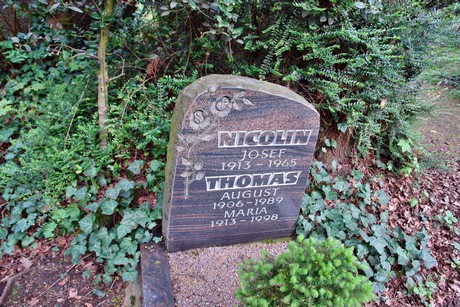 NICOLIN
JOSEF
1913 - 1965
THOMAS
AUGUST
1906 - 1989
MARIA
1913 - 1998